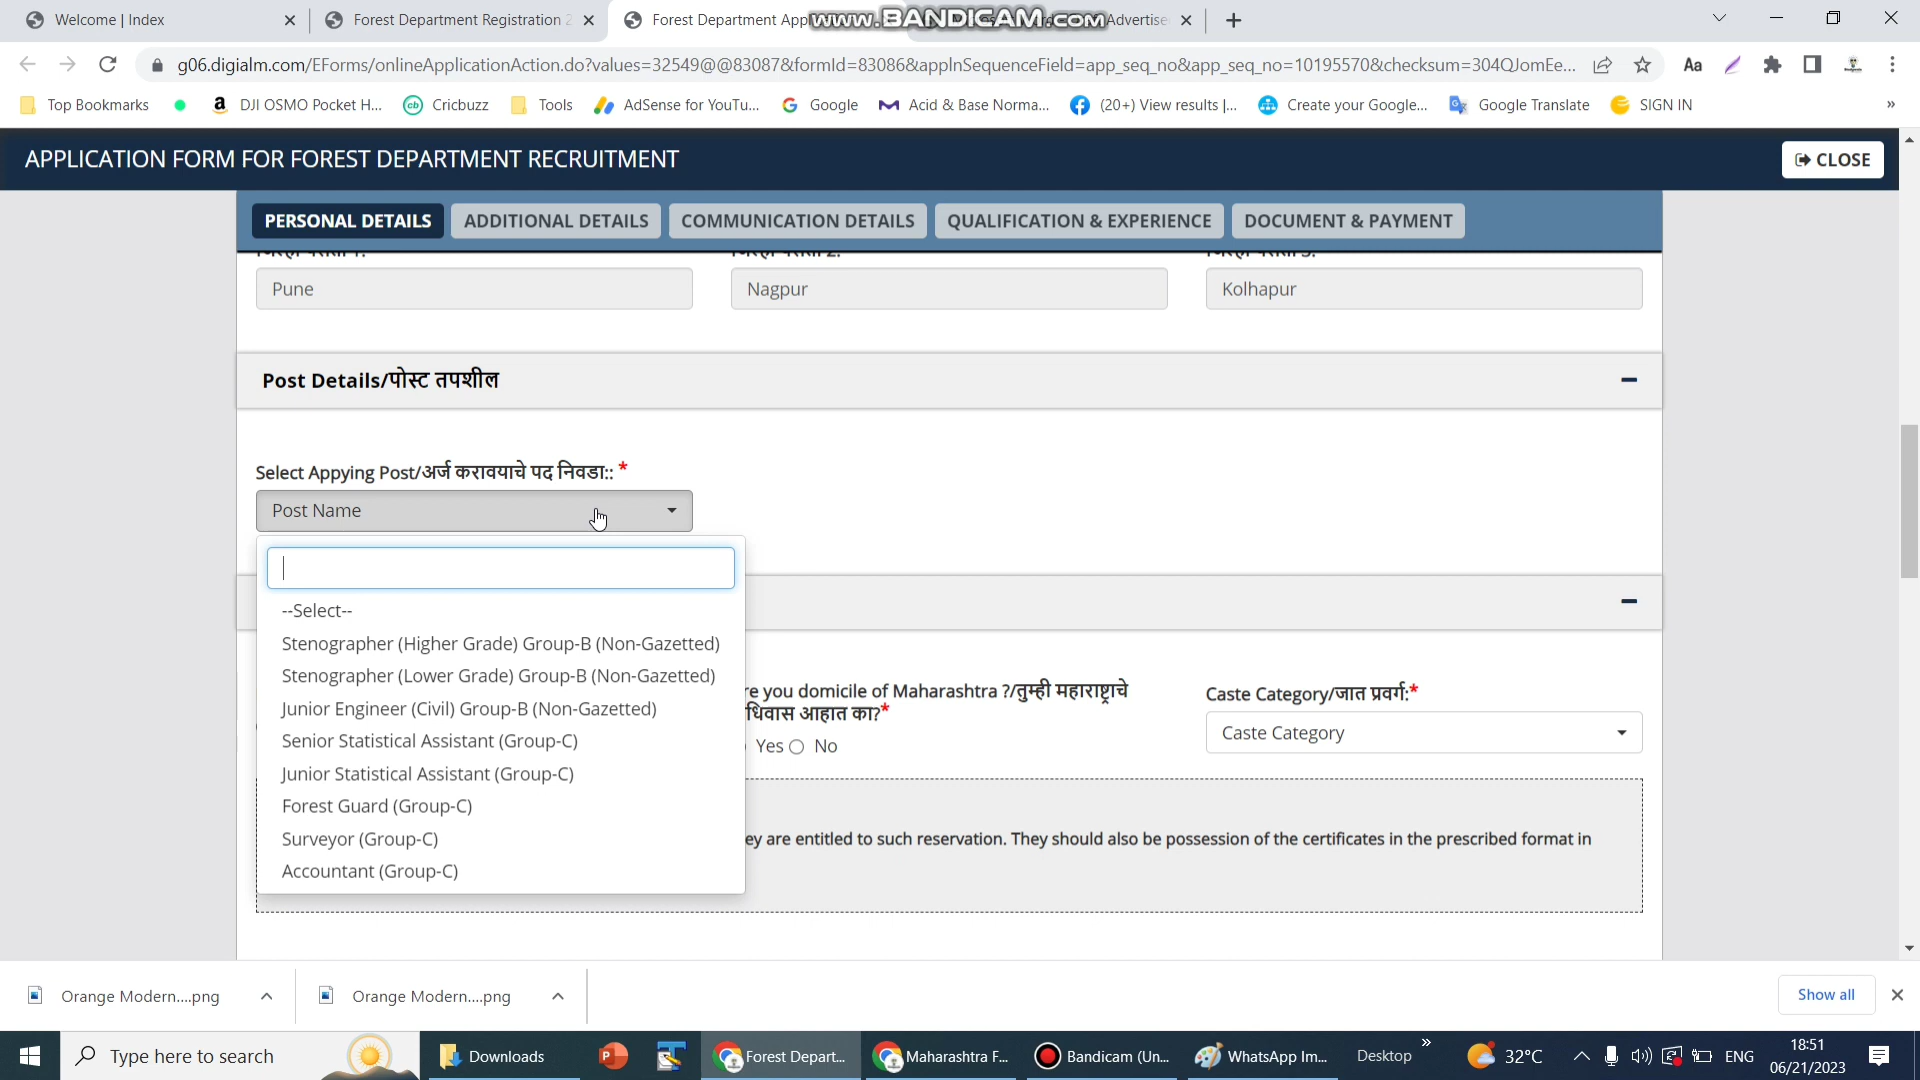 Welcome | Index
Forest Department Registration 2
Forest Department App
www.BANDICAM.com
Advertise
g06.digialm.com/EForms/onlineApplicationAction.do?values=32549@@83087&formId=83086&applnSequenceField=app_seq_no&app_seq_no=10195570&checksum=304QJomEe...
Aa
Top Bookmarks
DJI OSMO Pocket H...
Cricbuzz
Tools
AdSense for YouTu...
Google
Acid & Base Norma...
(20+) View results |...
Create your Google...
Google Translate
SIGN IN
»
APPLICATION FORM FOR FOREST DEPARTMENT RECRUITMENT
CLOSE
PERSONAL DETAILS
ADDITIONAL DETAILS
COMMUNICATION DETAILS
QUALIFICATION & EXPERIENCE
DOCUMENT & PAYMENT
Pune
Nagpur
Kolhapur
Post Details/पोस्ट तपशील
Select Appying Post/अर्ज करावयाचे पद निवडा:: *
Post Name
--Select--
Stenographer (Higher Grade) Group-B (Non-Gazetted)
Stenographer (Lower Grade) Group-B (Non-Gazetted)
Junior Engineer (Civil) Group-B (Non-Gazetted)
Senior Statistical Assistant (Group-C)
Junior Statistical Assistant (Group-C)
Forest Guard (Group-C)
Surveyor (Group-C)
Accountant (Group-C)
re you domicile of Maharashtra ?/तुम्ही महाराष्ट्राचे
धिवास आहात का?*
Yes No
Caste Category/जात प्रवर्ग:*
Caste Category
ey are entitled to such reservation. They should also be possession of the certificates in the prescribed format in
Orange Modern....png
Orange Modern....png
Show all
Type here to search
Downloads
Forest Depart...
Maharashtra F...
Bandicam (Un...
WhatsApp Im...
Desktop
»
32°C
ENG
18:51
06/21/2023